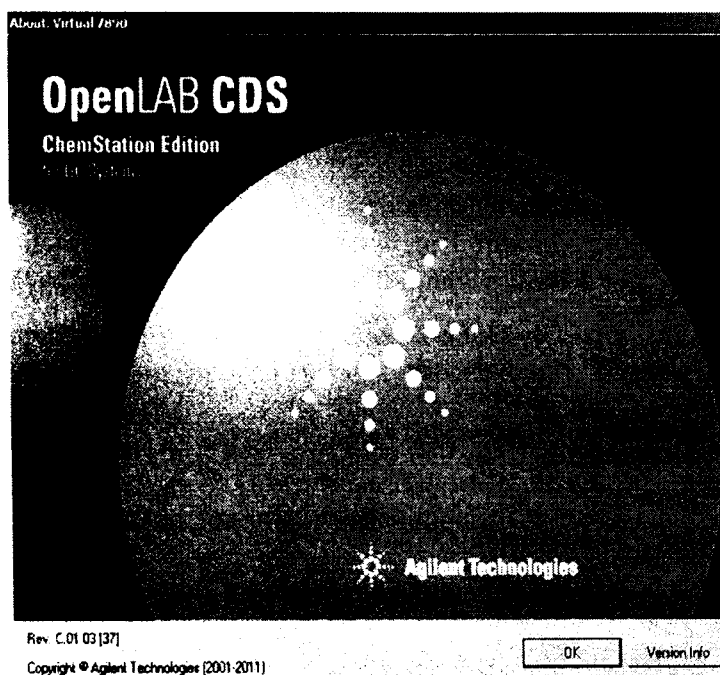 About: Virtual 7890
OpenLAB CDS
ChemStation Edition
Agilent Technologies
Rev. C.01 03 [37]
OK
Version Info
Copyright © Agilent Technologies (2001-2011)